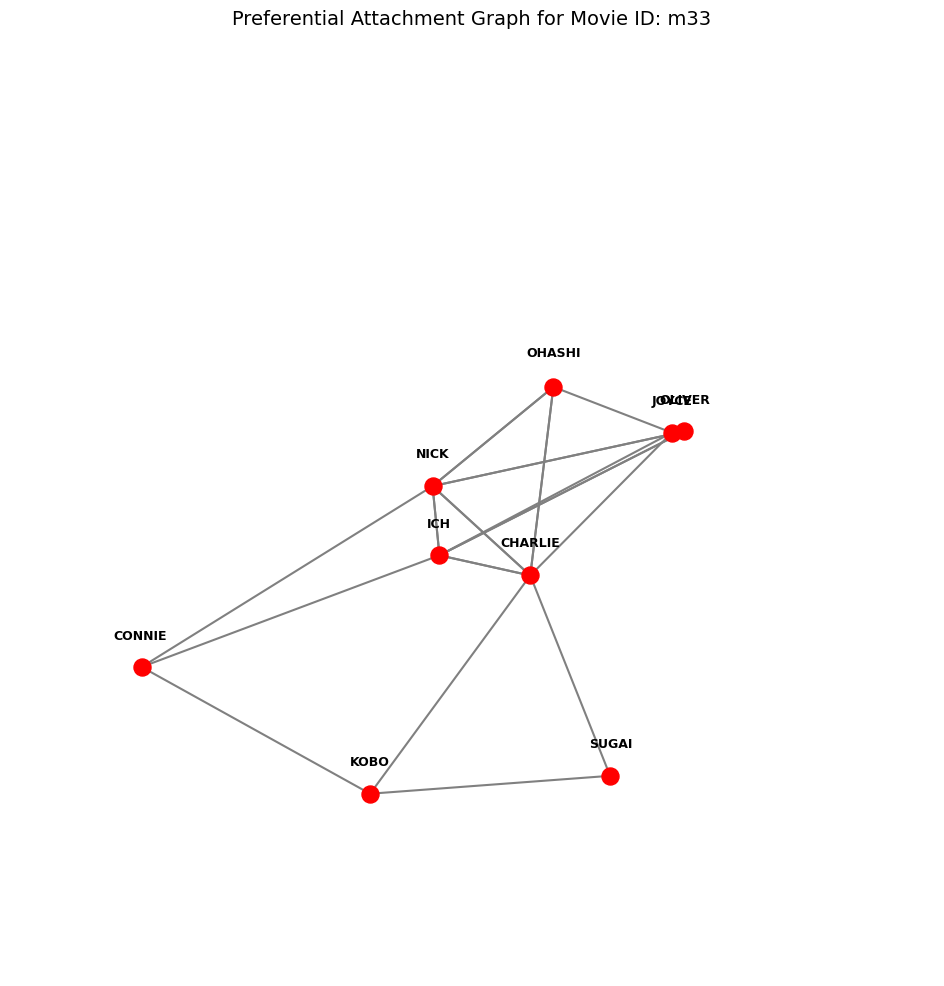 Preferential Attachment Graph for Movie ID: m33
OHASHI
JOYCE
OLIVER
NICK
ICH
CHARLIE
CONNIE
SUGAI
KOBO